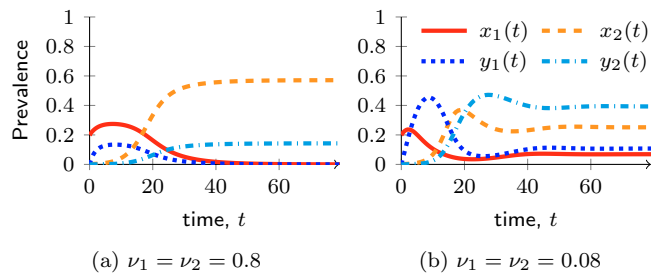 1
0.8
0.6
0.4
0.2
0
0 20 40 60
Prevalence
time, t
(a) ν₁ = ν₂ = 0.8
1
0.8
0.6
0.4
0.2
0
0 20 40 60
x₁(t) x₂(t)
y₁(t) y₂(t)
time, t
(b) ν₁ = ν₂ = 0.08